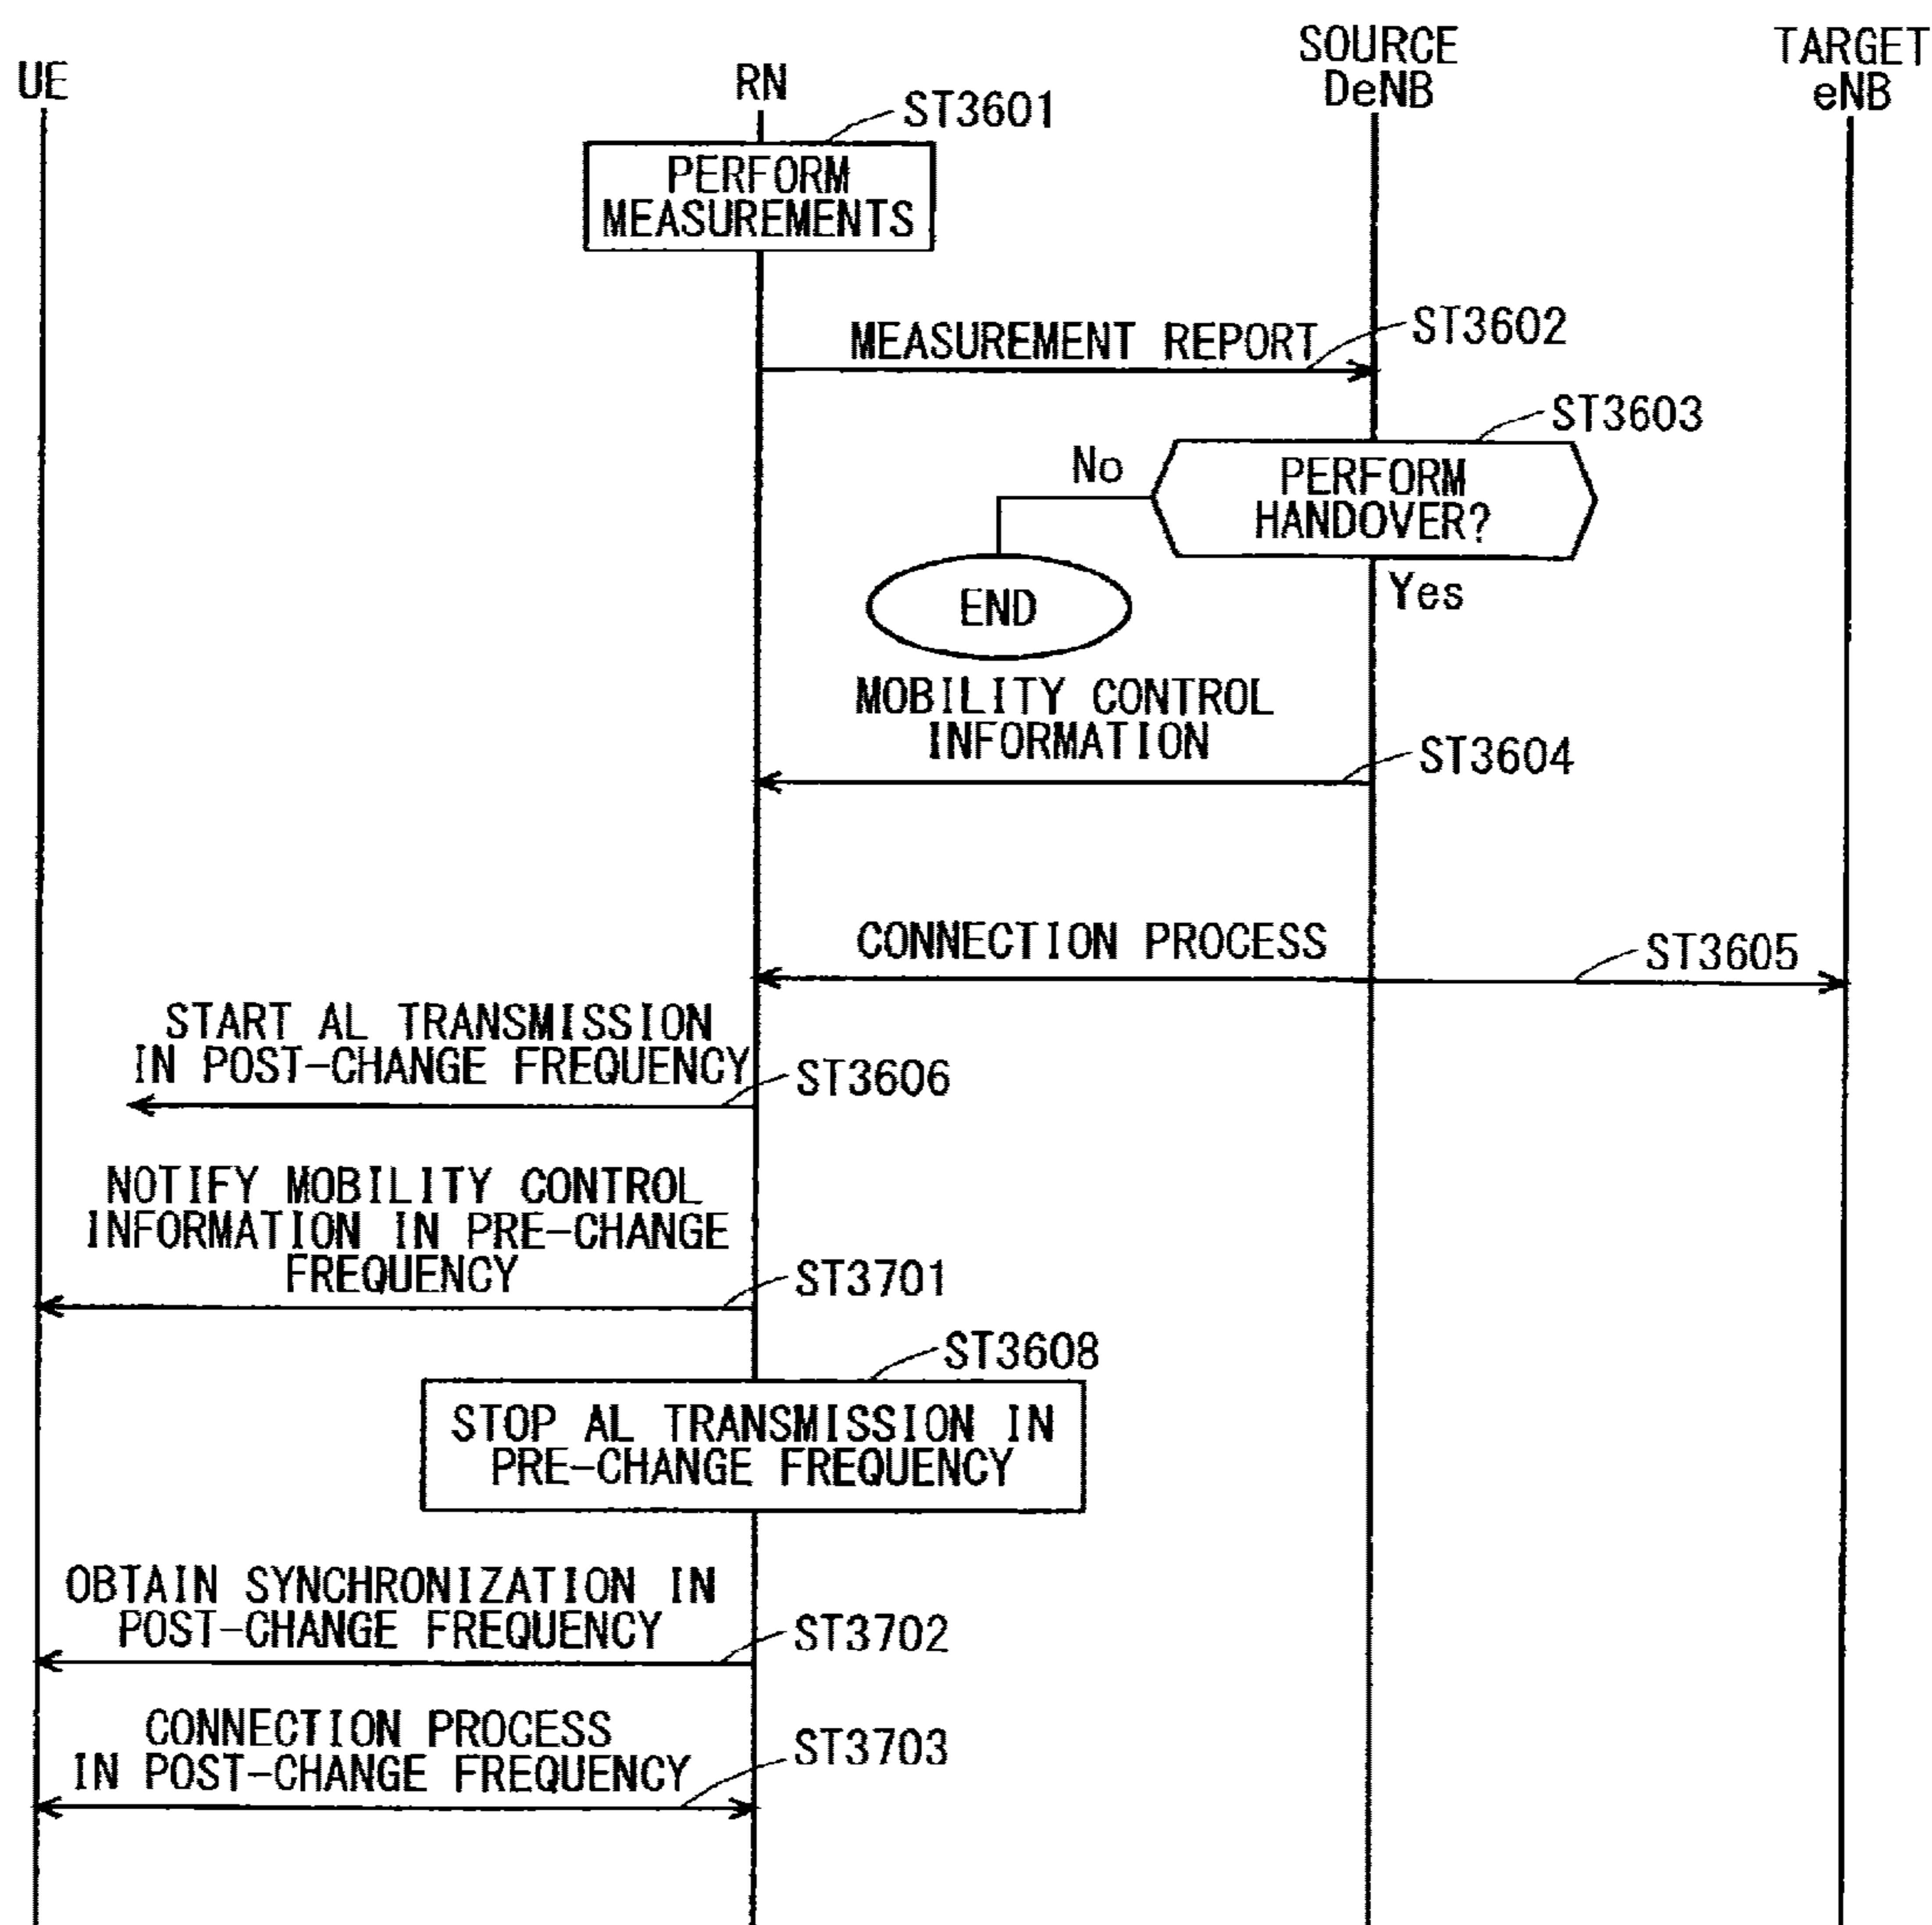 UE
RN
SOURCE
DeNB
TARGET
eNB
ST3601
PERFORM
MEASUREMENTS
MEASUREMENT REPORT
ST3602
ST3603
No
PERFORM
HANDOVER?
Yes
END
MOBILITY CONTROL
INFORMATION
ST3604
CONNECTION PROCESS
ST3605
START AL TRANSMISSION
IN POST-CHANGE FREQUENCY
ST3606
NOTIFY MOBILITY CONTROL
INFORMATION IN PRE-CHANGE
FREQUENCY
ST3701
ST3608
STOP AL TRANSMISSION IN
PRE-CHANGE FREQUENCY
OBTAIN SYNCHRONIZATION IN
POST-CHANGE FREQUENCY
ST3702
CONNECTION PROCESS
IN POST-CHANGE FREQUENCY
ST3703